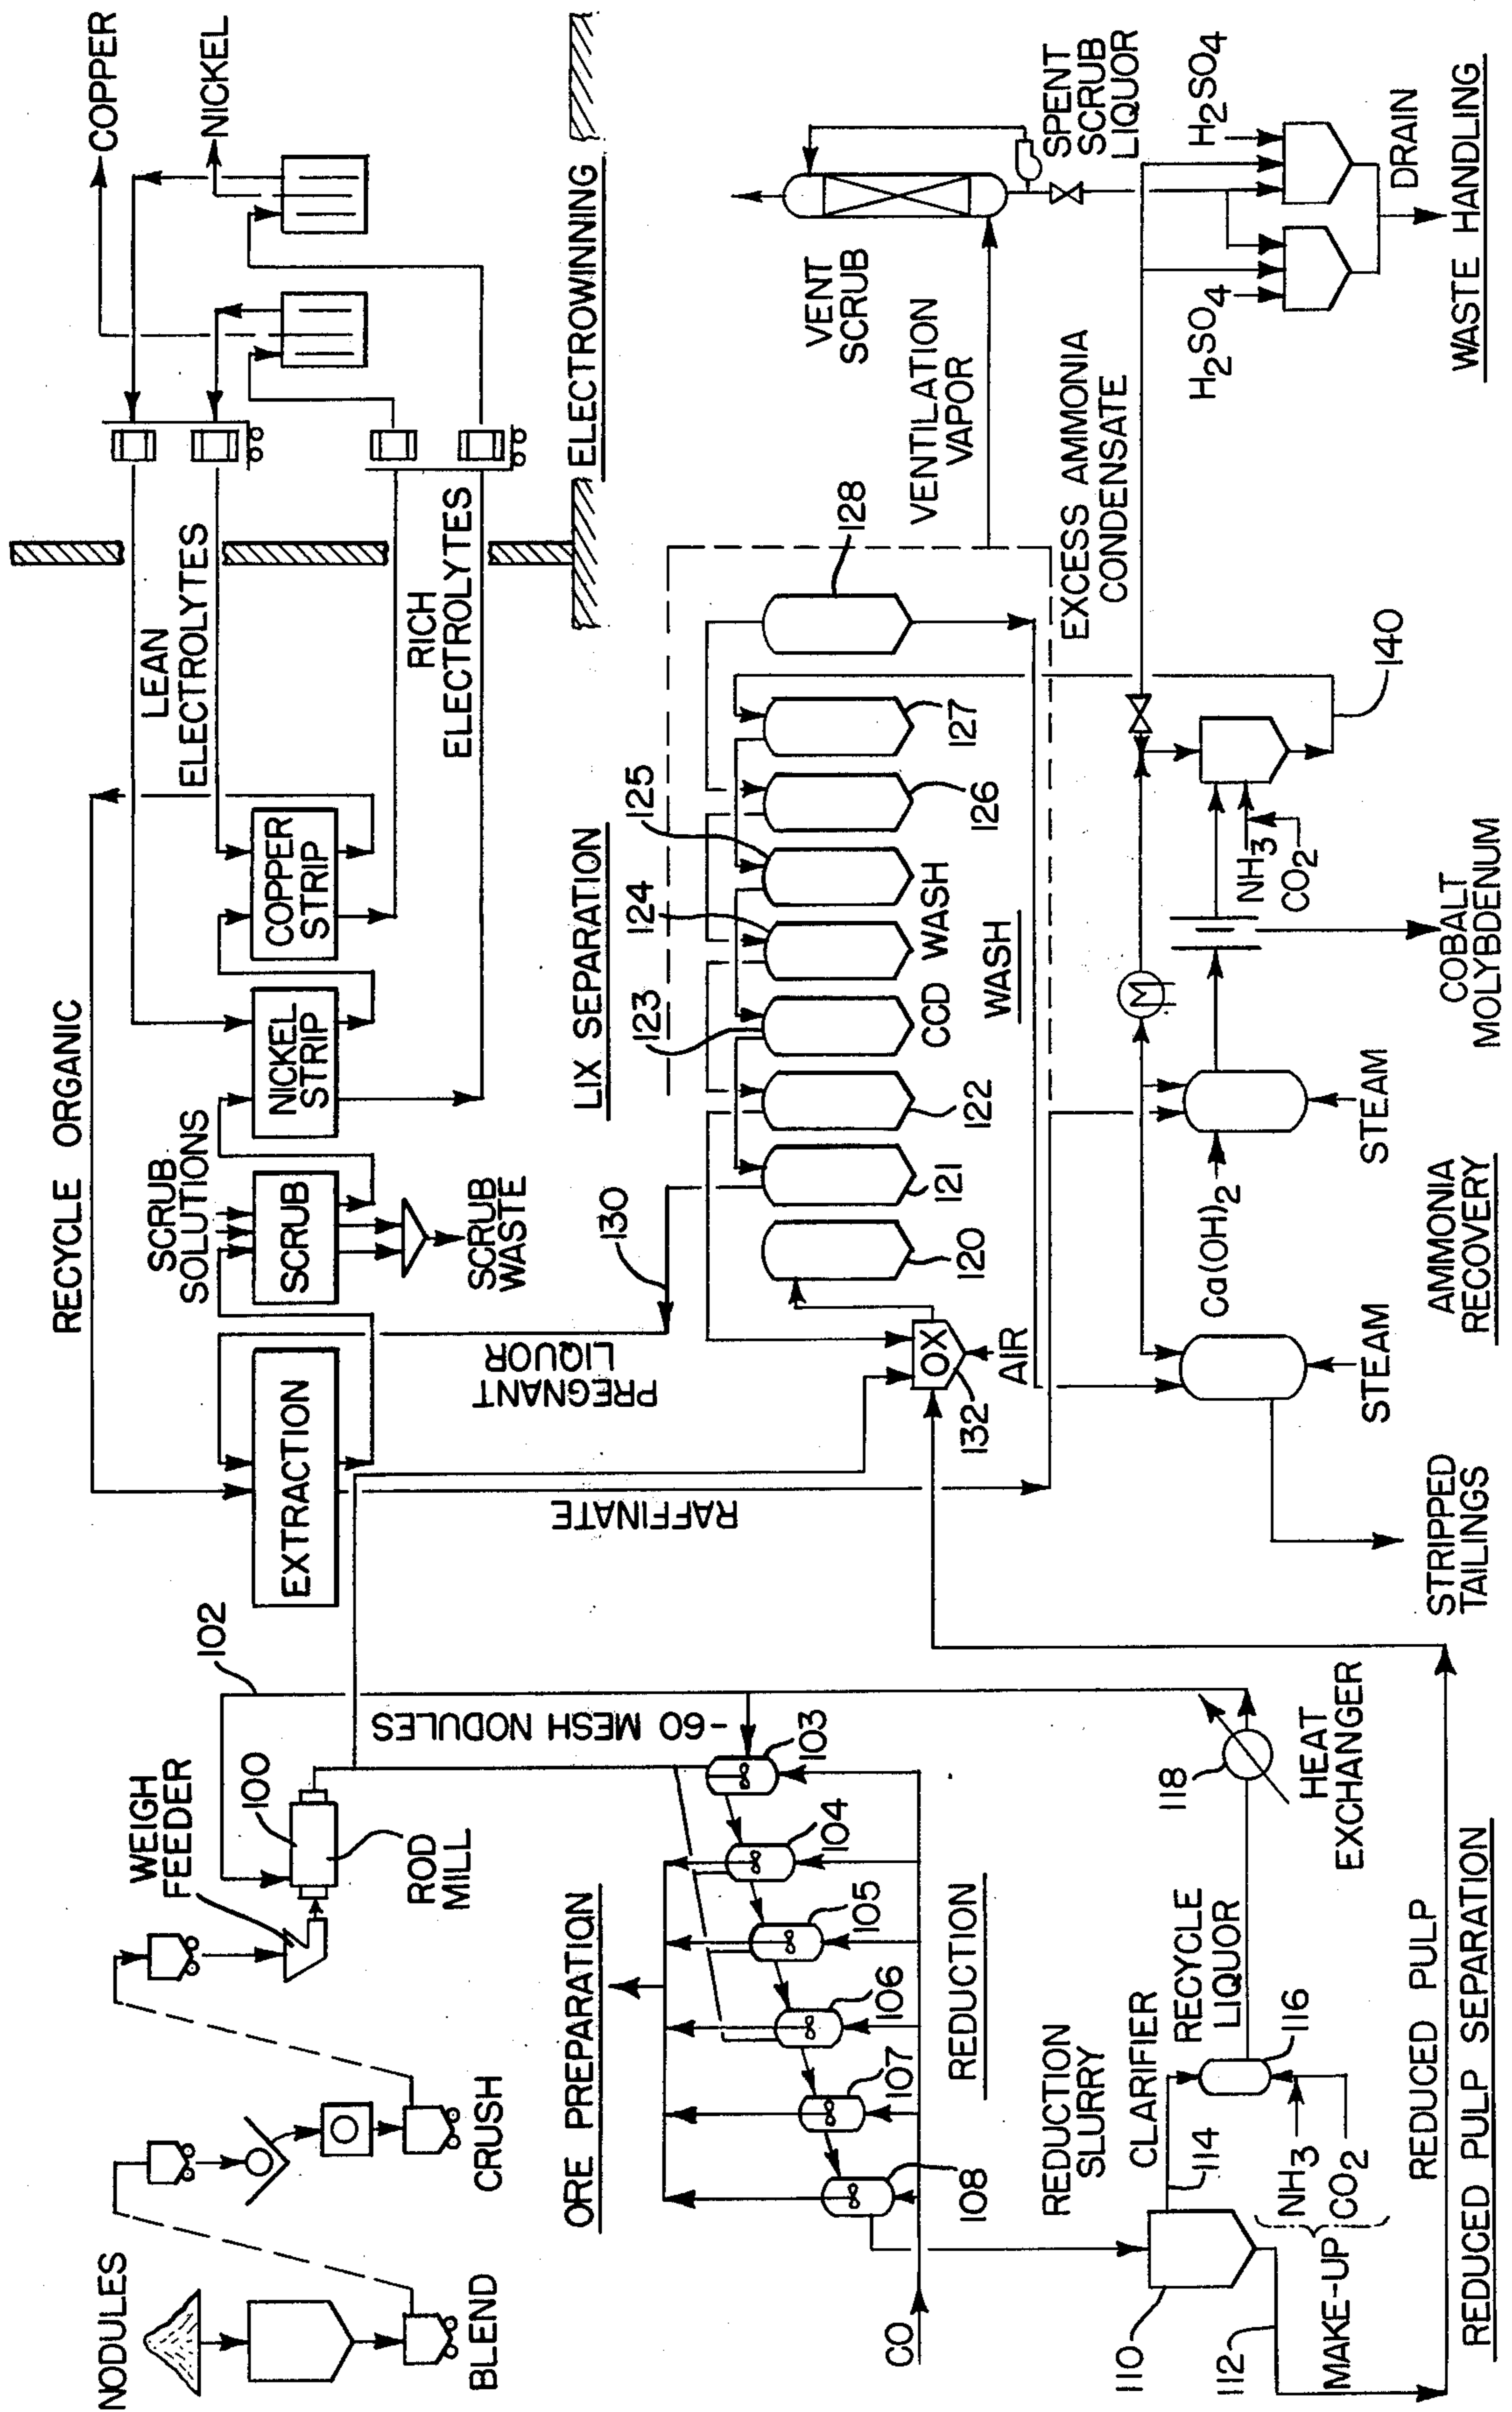 NODULES
BLEND
CRUSH
WEIGH
FEEDER
100
102
ROD
MILL
ORE PREPARATION
-60 MESH NODULES
103
104
105
106
107
108
REDUCTION
CO
REDUCTION
SLURRY
CLARIFIER
RECYCLE
LIQUOR
110
112
114
116
118
HEAT
EXCHANGER
MAKE-UP
NH3
CO2
REDUCED PULP
REDUCED PULP SEPARATION
RECYCLE ORGANIC
EXTRACTION
SCRUB
SOLUTIONS
SCRUB
SCRUB
WASTE
NICKEL
STRIP
COPPER
STRIP
LEAN
ELECTROLYTES
RICH
ELECTROLYTES
COPPER
NICKEL
ELECTROWINNING
LIX SEPARATION
PREGNANT
LIQUOR
RAFFINATE
130
OX
132
AIR
120
121
122
123
124
125
126
127
128
CCD WASH
WASH
VENTILATION
VAPOR
VENT
SCRUB
SPENT
SCRUB
LIQUOR
EXCESS AMMONIA
CONDENSATE
H2SO4
H2SO4
DRAIN
WASTE HANDLING
STRIPPED
TAILINGS
STEAM
Ca(OH)2
STEAM
M
NH3
CO2
140
COBALT
MOLYBDENUM
AMMONIA
RECOVERY